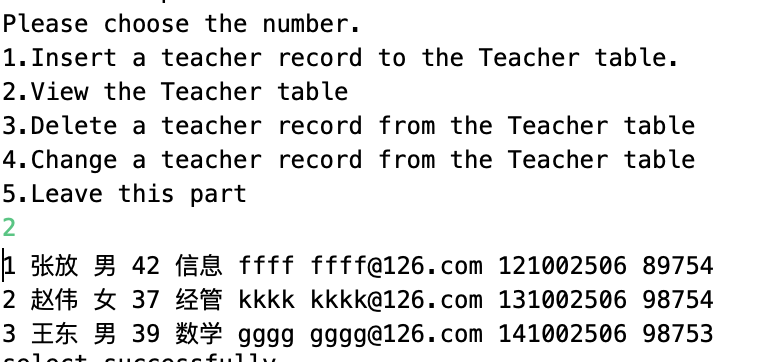 Please choose the number.
1.Insert a teacher record to the Teacher table.
2.View the Teacher table
3.Delete a teacher record from the Teacher table
4.Change a teacher record from the Teacher table
5.Leave this part
2
1 张放 男 42 信息 ffff ffff@126.com 121002506 89754
2 赵伟 女 37 经管 kkkk kkkk@126.com 131002506 98754
3 王东 男 39 数学 gggg gggg@126.com 141002506 98753
select successfully